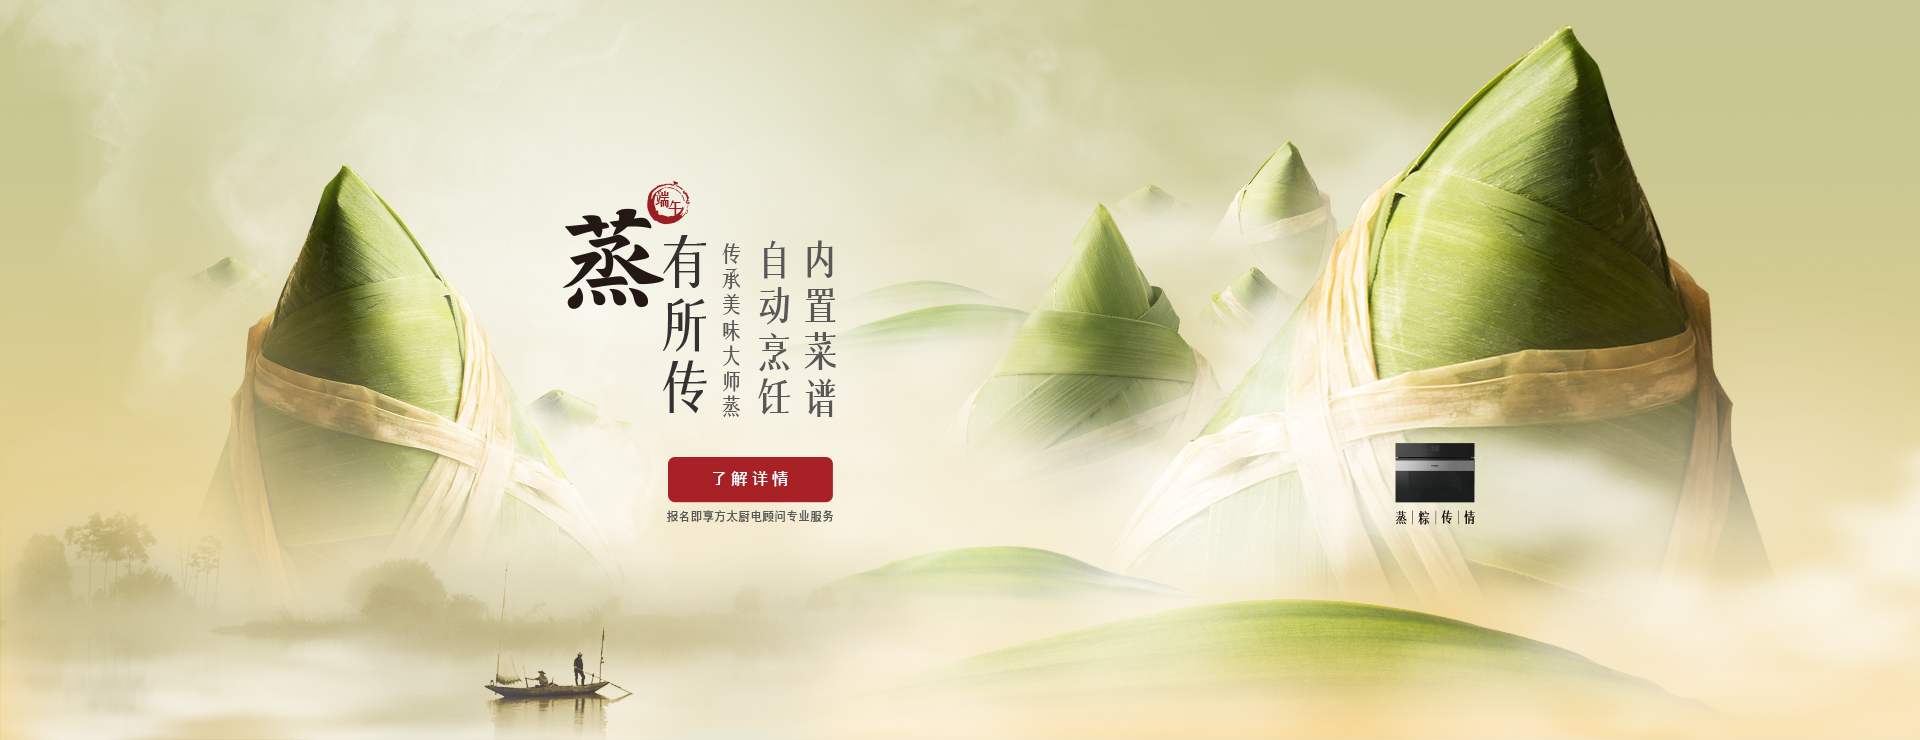 端午
蒸有所传
内置菜谱
自动烹饪
传承美味大师蒸
了解详情
报名即享方太厨电顾问专业服务
蒸|粽|传|情